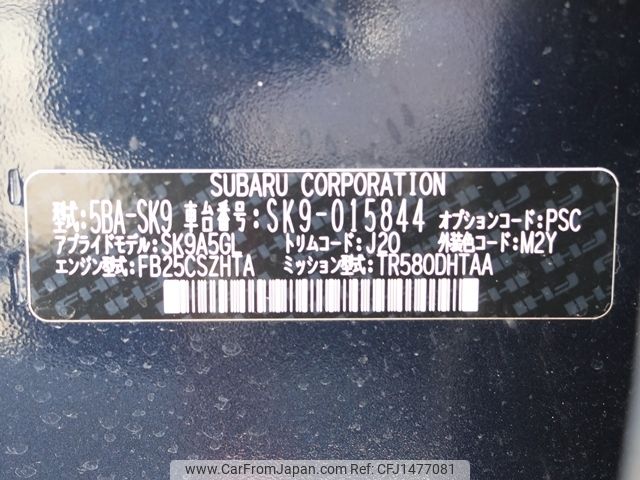 SUBARU CORPORATION
型式:5BA-SK9 車台番号:SK9-015844 オプションコード:PSC
アプライドモデル:SK9A5GL トリムコード:J20 外装色コード:M2Y
エンジン型式:FB25CSZHTA ミッション型式:TR580DHTAA
www.CarFromJapan.com | REFNO: CFJ1477081